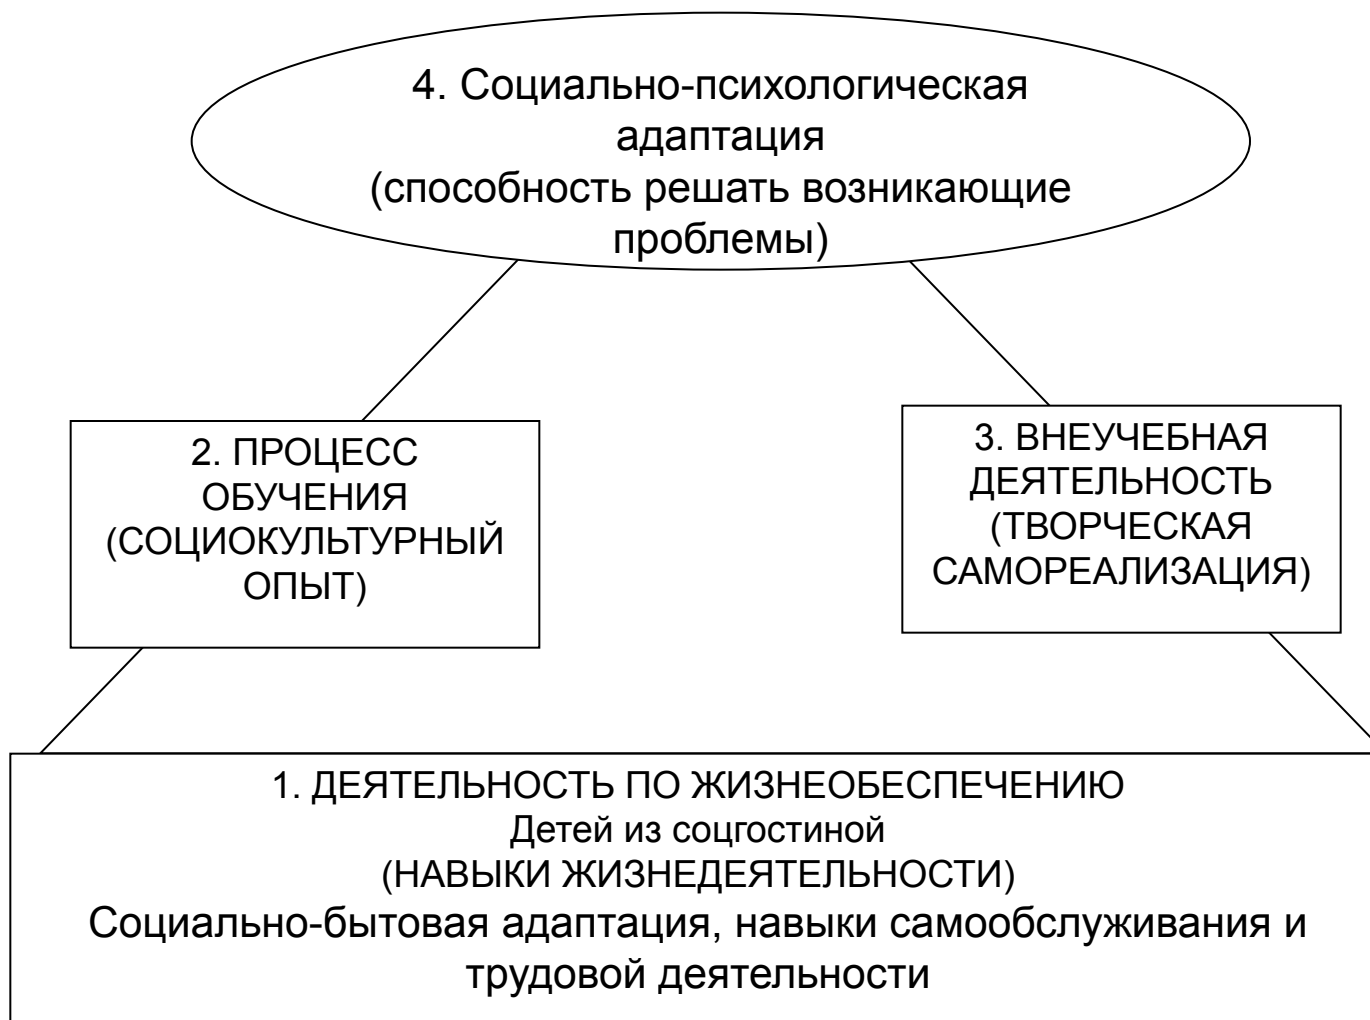 4. Социально-психологическая
адаптация
(способность решать возникающие
проблемы)
2. ПРОЦЕСС
ОБУЧЕНИЯ
(СОЦИОКУЛЬТУРНЫЙ
ОПЫТ)
3. ВНЕУЧЕБНАЯ
ДЕЯТЕЛЬНОСТЬ
(ТВОРЧЕСКАЯ
САМОРЕАЛИЗАЦИЯ)
1. ДЕЯТЕЛЬНОСТЬ ПО ЖИЗНЕОБЕСПЕЧЕНИЮ
Детей из соцгостиной
(НАВЫКИ ЖИЗНЕДЕЯТЕЛЬНОСТИ)
Социально-бытовая адаптация, навыки самообслуживания и
трудовой деятельности